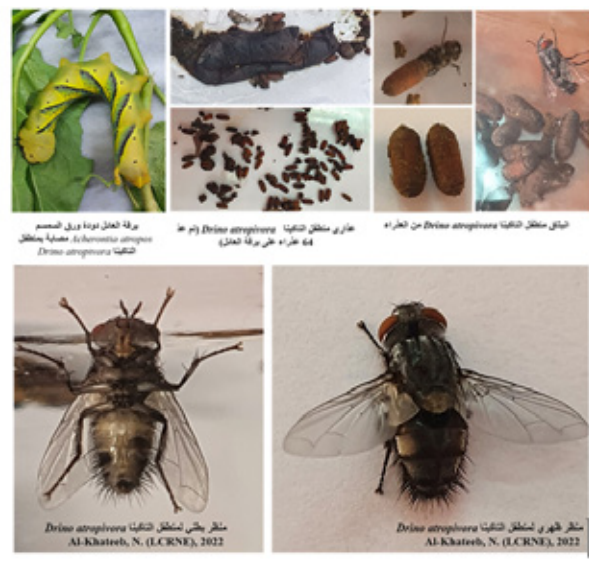 يرقة العائل دودة ورق السمسم
Acherontia atropos مصابة بمتطفل
التاكينا Drino atropivora
عذارى متطفل التاكينا Drino atropivora (تم عد
64 عذراء على يرقة العائل)
انبثاق متطفل التاكينا Drino atropivora من العذراء
منظر بطني لمتطفل التاكينا Drino atropivora
Al-Khateeb, N. (LCRNE), 2022
منظر ظهري لمتطفل التاكينا Drino atropivora
Al-Khateeb, N. (LCRNE), 2022